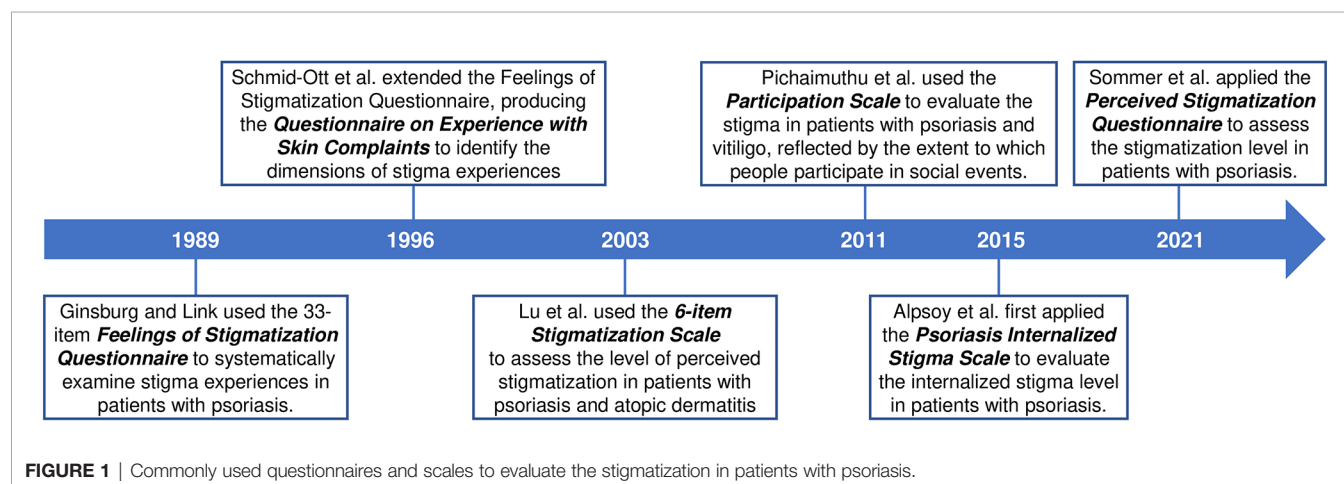 Schmid-Ott et al. extended the Feelings of
Stigmatization Questionnaire, producing
the Questionnaire on Experience with
Skin Complaints to identify the
dimensions of stigma experiences
Pichaimuthu et al. used the
Participation Scale to evaluate the
stigma in patients with psoriasis and
vitiligo, reflected by the extent to which
people participate in social events.
Sommer et al. applied the
Perceived Stigmatization
Questionnaire to assess
the stigmatization level in
patients with psoriasis.
1989
1996
2003
2011
2015
2021
Ginsburg and Link used the 33-
item Feelings of Stigmatization
Questionnaire to systematically
examine stigma experiences in
patients with psoriasis.
Lu et al. used the 6-item
Stigmatization Scale
to assess the level of perceived
stigmatization in patients with
psoriasis and atopic dermatitis
Alpsoy et al. first applied
the Psoriasis Internalized
Stigma Scale to evaluate
the internalized stigma level
in patients with psoriasis.
FIGURE 1 | Commonly used questionnaires and scales to evaluate the stigmatization in patients with psoriasis.